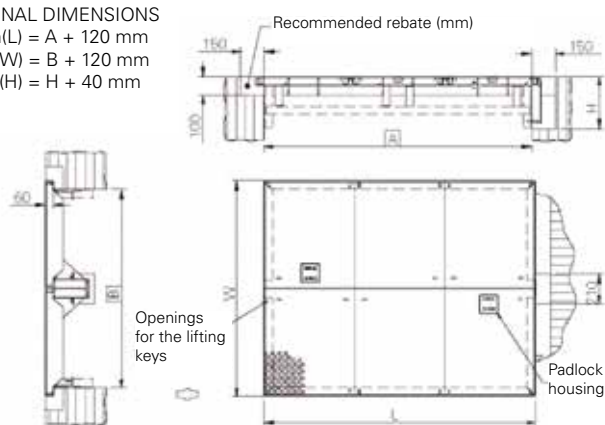 NAL DIMENSIONS
(L) = A + 120 mm
(W) = B + 120 mm
(H) = H + 40 mm
Recommended rebate (mm)
150
150
100
H
A
60
B
W
210
Openings
for the lifting
keys
Padlock
housing
L